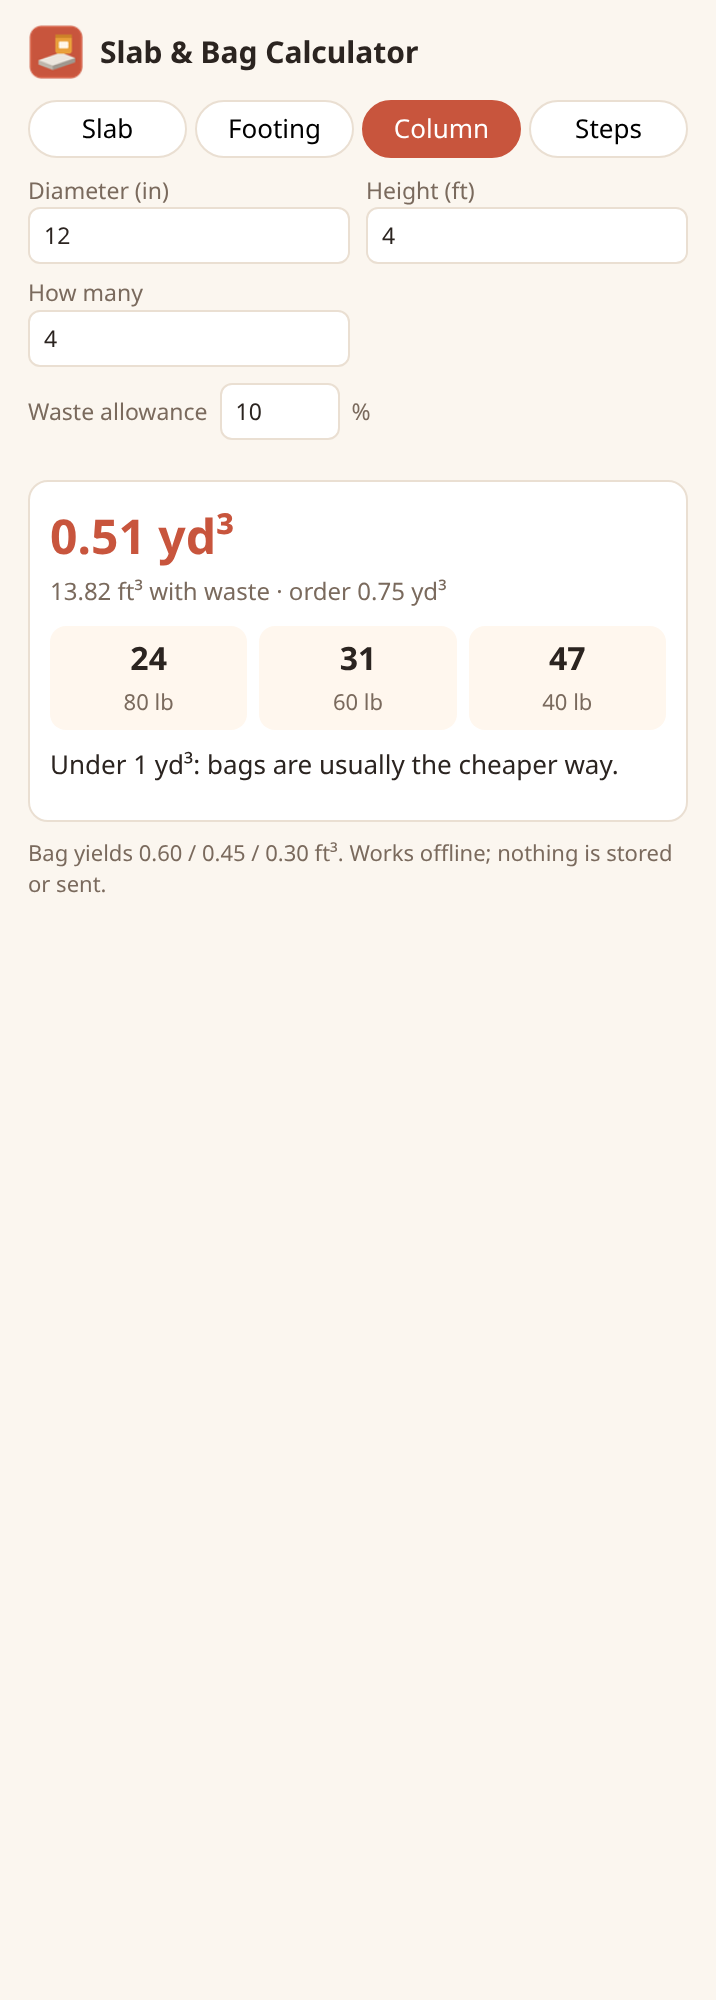 Slab & Bag Calculator
Slab
Footing
Column
Steps
Diameter (in)
Height (ft)
12
4
How many
4
Waste allowance 10 %
0.51 yd³
13.82 ft³ with waste · order 0.75 yd³
24
31
47
80 lb
60 lb
40 lb
Under 1 yd³: bags are usually the cheaper way.
Bag yields 0.60 / 0.45 / 0.30 ft³. Works offline; nothing is stored
or sent.